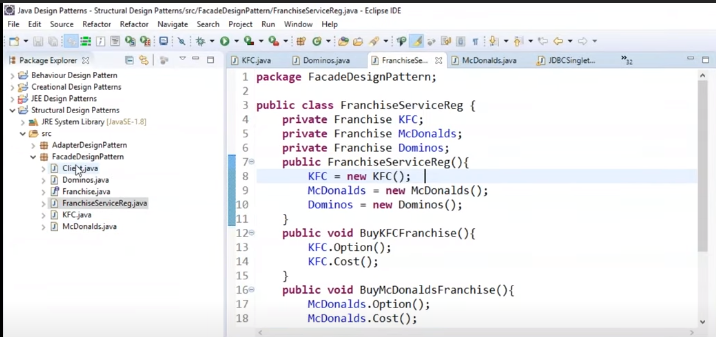 Java Design Patterns - Structural Design Patterns/src/FacadeDesignPattern/FranchiseServiceReg.java - Eclipse IDE
File Edit Source Refactor Refactor Navigate Search Project Run Window Help
Package Explorer
KFC.java Dominos.java FranchiseSe... McDonalds.java JDBCSinglet...
Behaviour Design Pattern
Creational Design Patterns
JEE Design Patterns
Structural Design Patterns
JRE System Library [JavaSE-1.8]
src
AdapterDesignPattern
FacadeDesignPattern
Client.java
Dominos.java
Franchise.java
FranchiseServiceReg.java
KFC.java
McDonalds.java
1 package FacadeDesignPattern;
2
3 public class FranchiseServiceReg {
4 private Franchise KFC;
5 private Franchise McDonalds;
6 private Franchise Dominos;
7 public FranchiseServiceReg(){
8 KFC = new KFC();
9 McDonalds = new McDonalds();
10 Dominos = new Dominos();
11 }
12 public void BuyKFCFranchise(){
13 KFC.Option();
14 KFC.Cost();
15 }
16 public void BuyMcDonaldsFranchise(){
17 McDonalds.Option();
18 McDonalds.Cost();